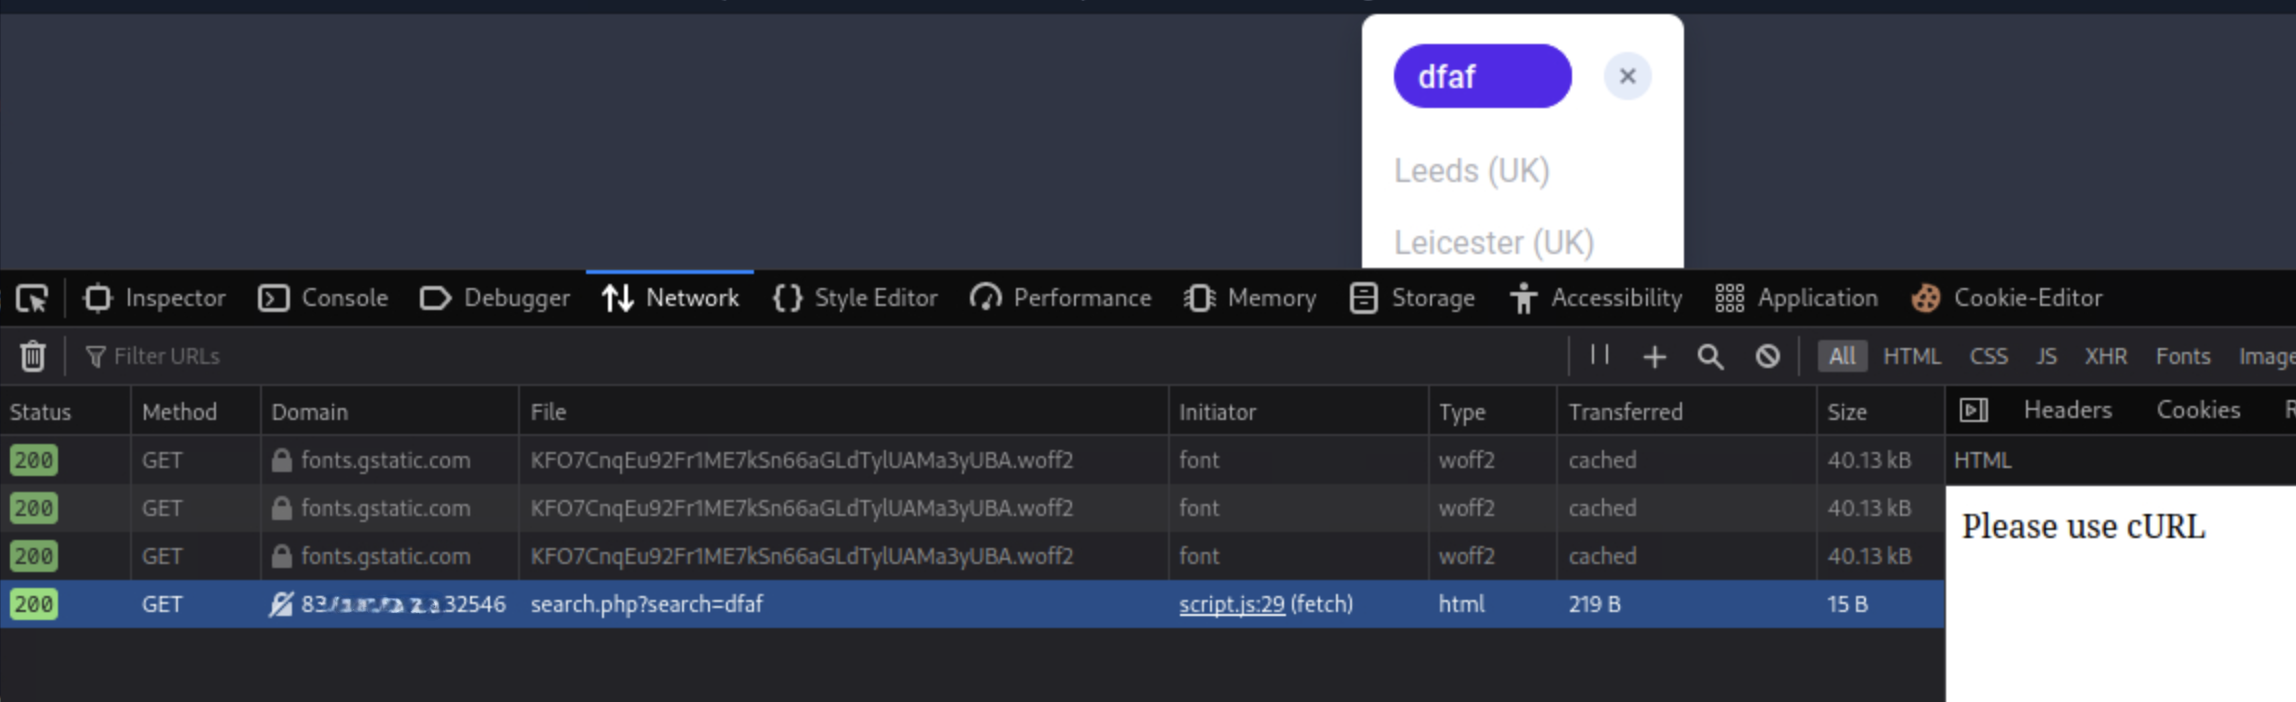 dfaf ×
Leeds (UK)
Leicester (UK)
Inspector Console Debugger Network Style Editor Performance Memory Storage Accessibility Application Cookie-Editor
Filter URLs All HTML CSS JS XHR Fonts Image
Status Method Domain File Initiator Type Transferred Size Headers Cookies
200 GET fonts.gstatic.com KFO7CnqEu92Fr1ME7kSn66aGLdTylUAMa3yUBA.woff2 font woff2 cached 40.13 kB HTML
200 GET fonts.gstatic.com KFO7CnqEu92Fr1ME7kSn66aGLdTylUAMa3yUBA.woff2 font woff2 cached 40.13 kB
Please use cURL
200 GET fonts.gstatic.com KFO7CnqEu92Fr1ME7kSn66aGLdTylUAMa3yUBA.woff2 font woff2 cached 40.13 kB
200 GET 83 32546 search.php?search=dfaf script.js:29 (fetch) html 219 B 15 B